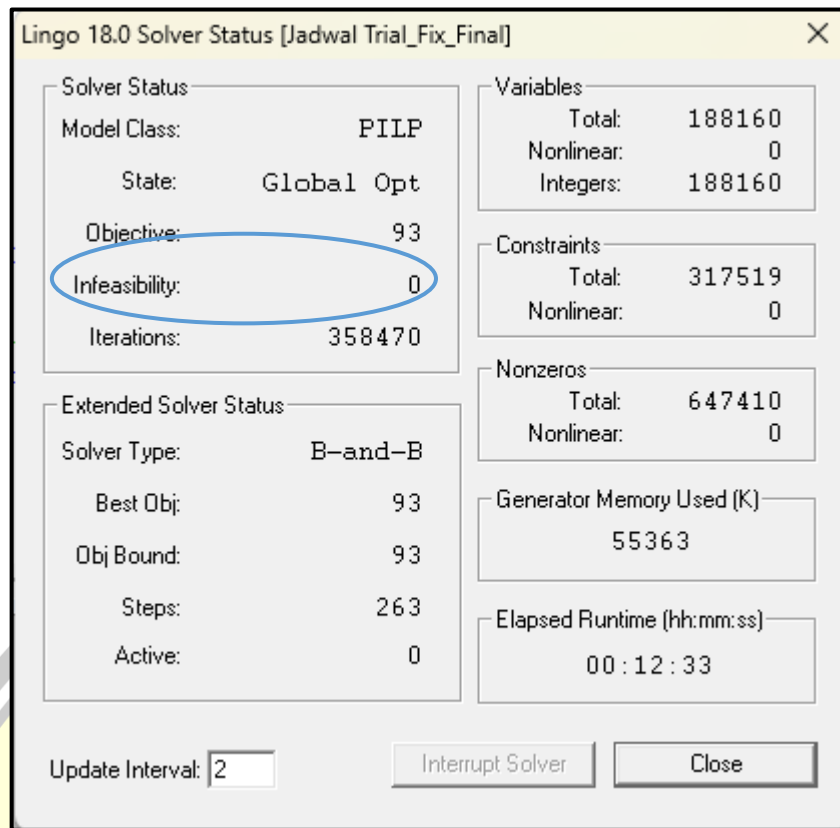 Lingo 18.0 Solver Status [Jadwal Trial_Fix_Final]
Solver Status
Model Class: PILP
State: Global Opt
Objective: 93
Infeasibility: 0
Iterations: 358470
Extended Solver Status
Solver Type: B-and-B
Best Obj: 93
Obj Bound: 93
Steps: 263
Active: 0
Variables
Total: 188160
Nonlinear: 0
Integers: 188160
Constraints
Total: 317519
Nonlinear: 0
Nonzeros
Total: 647410
Nonlinear: 0
Generator Memory Used (K)
55363
Elapsed Runtime (hh:mm:ss)
00:12:33
Update Interval: 2
Interrupt Solver
Close